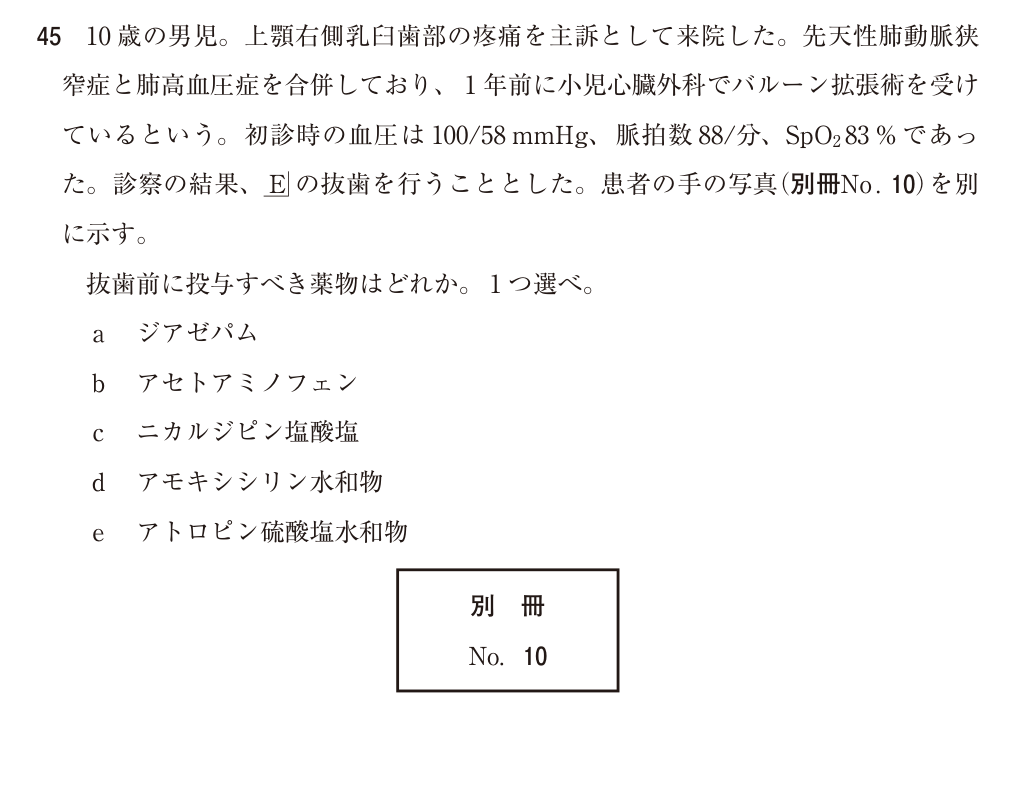 45 10歳の男児。上顎右側乳臼歯部の疼痛を主訴として来院した。先天性肺動脈狭
窄症と肺高血圧症を合併しており、1年前に小児心臓外科でバルーン拡張術を受け
ているという。初診時の血圧は100/58 mmHg、脈拍数88/分、SpO₂83％であっ
た。診察の結果、E|の抜歯を行うこととした。患者の手の写真(別冊No. 10)を別
に示す。
抜歯前に投与すべき薬物はどれか。1つ選べ。
a ジアゼパム
b アセトアミノフェン
c ニカルジピン塩酸塩
d アモキシシリン水和物
e アトロピン硫酸塩水和物
別 冊
No. 10